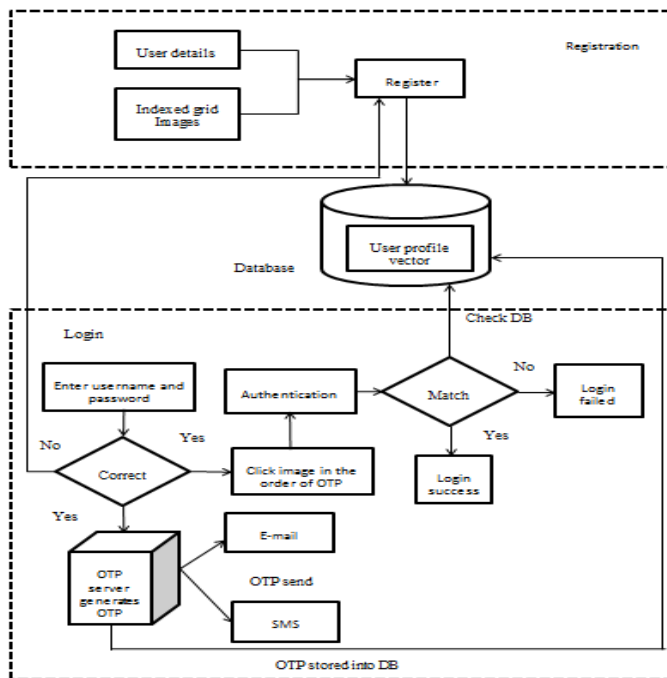 User details
Registration
Register
Indexed grid
Images
User profile
vector
Database
Check DB
Login
Enter username and
password
Authentication
Match
No
Login
failed
No
Yes
Yes
Correct
Click image in the
order of OTP
Login
success
Yes
OTP
server
generates
OTP
E-mail
OTP send
SMS
OTP stored into DB